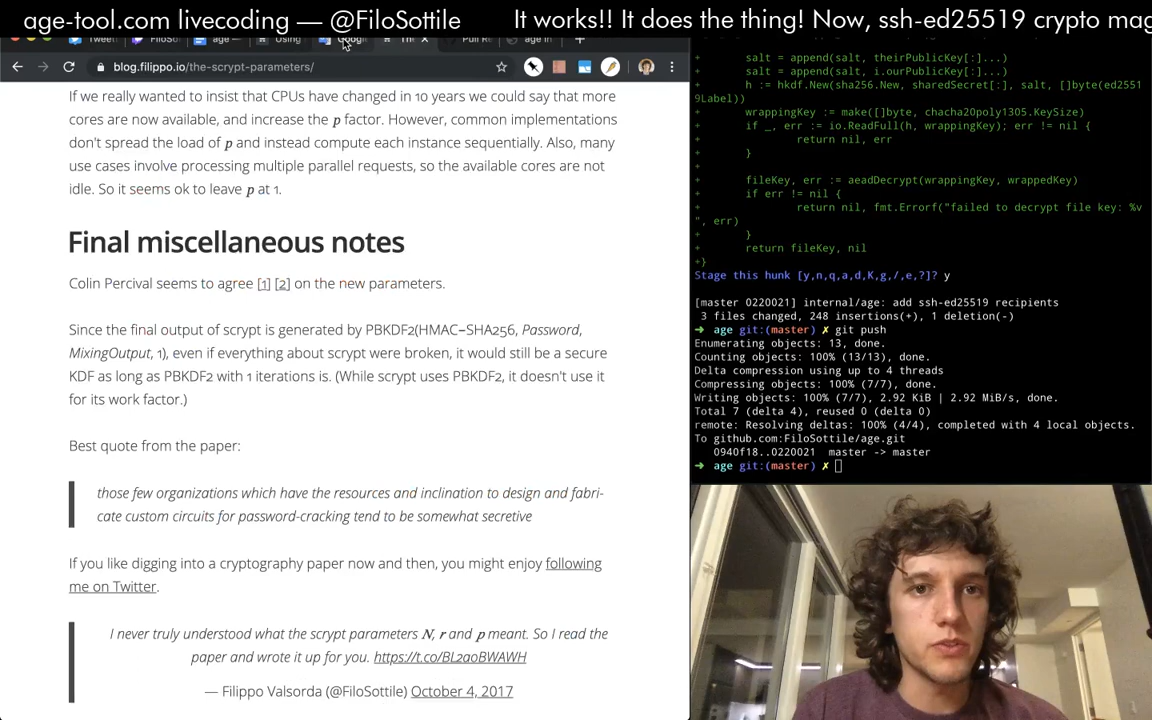 age-tool.com livecoding — @FiloSottile
It works!! It does the thing! Now, ssh-ed25519 crypto mag
blog.filippo.io/the-scrypt-parameters/
If we really wanted to insist that CPUs have changed in 10 years we could say that more
cores are now available, and increase the p factor. However, common implementations
don't spread the load of p and instead compute each instance sequentially. Also, many
use cases involve processing multiple parallel requests, so the available cores are not
idle. So it seems ok to leave p at 1.
Final miscellaneous notes
Colin Percival seems to agree [1] [2] on the new parameters.
Since the final output of scrypt is generated by PBKDF2(HMAC−SHA256, Password,
MixingOutput, 1), even if everything about scrypt were broken, it would still be a secure
KDF as long as PBKDF2 with 1 iterations is. (While scrypt uses PBKDF2, it doesn't use it
for its work factor.)
Best quote from the paper:
those few organizations which have the resources and inclination to design and fabri-
cate custom circuits for password-cracking tend to be somewhat secretive
If you like digging into a cryptography paper now and then, you might enjoy following
me on Twitter.
I never truly understood what the scrypt parameters N, r and p meant. So I read the
paper and wrote it up for you. https://t.co/BL2aoBWAWH
— Filippo Valsorda (@FiloSottile) October 4, 2017
+ salt = append(salt, theirPublicKey[:]...)
+ salt = append(salt, i.ourPublicKey[:]...)
+ h := hkdf.New(sha256.New, sharedSecret[:], salt, []byte(ed2551
9Label))
+ wrappingKey := make([]byte, chacha20poly1305.KeySize)
+ if _, err := io.ReadFull(h, wrappingKey); err != nil {
+ return nil, err
+ }
+
+ fileKey, err := aeadDecrypt(wrappingKey, wrappedKey)
+ if err != nil {
+ return nil, fmt.Errorf("failed to decrypt file key: %v
", err)
+ }
+ return fileKey, nil
+}
Stage this hunk [y,n,q,a,d,K,g,/,e,?]? y
[master 0220021] internal/age: add ssh-ed25519 recipients
3 files changed, 248 insertions(+), 1 deletion(-)
➜ age git:(master) ✗ git push
Enumerating objects: 13, done.
Counting objects: 100% (13/13), done.
Delta compression using up to 4 threads
Compressing objects: 100% (7/7), done.
Writing objects: 100% (7/7), 2.92 KiB | 2.92 MiB/s, done.
Total 7 (delta 4), reused 0 (delta 0)
remote: Resolving deltas: 100% (4/4), completed with 4 local objects.
To github.com:FiloSottile/age.git
0940f18..0220021 master -> master
➜ age git:(master) ✗